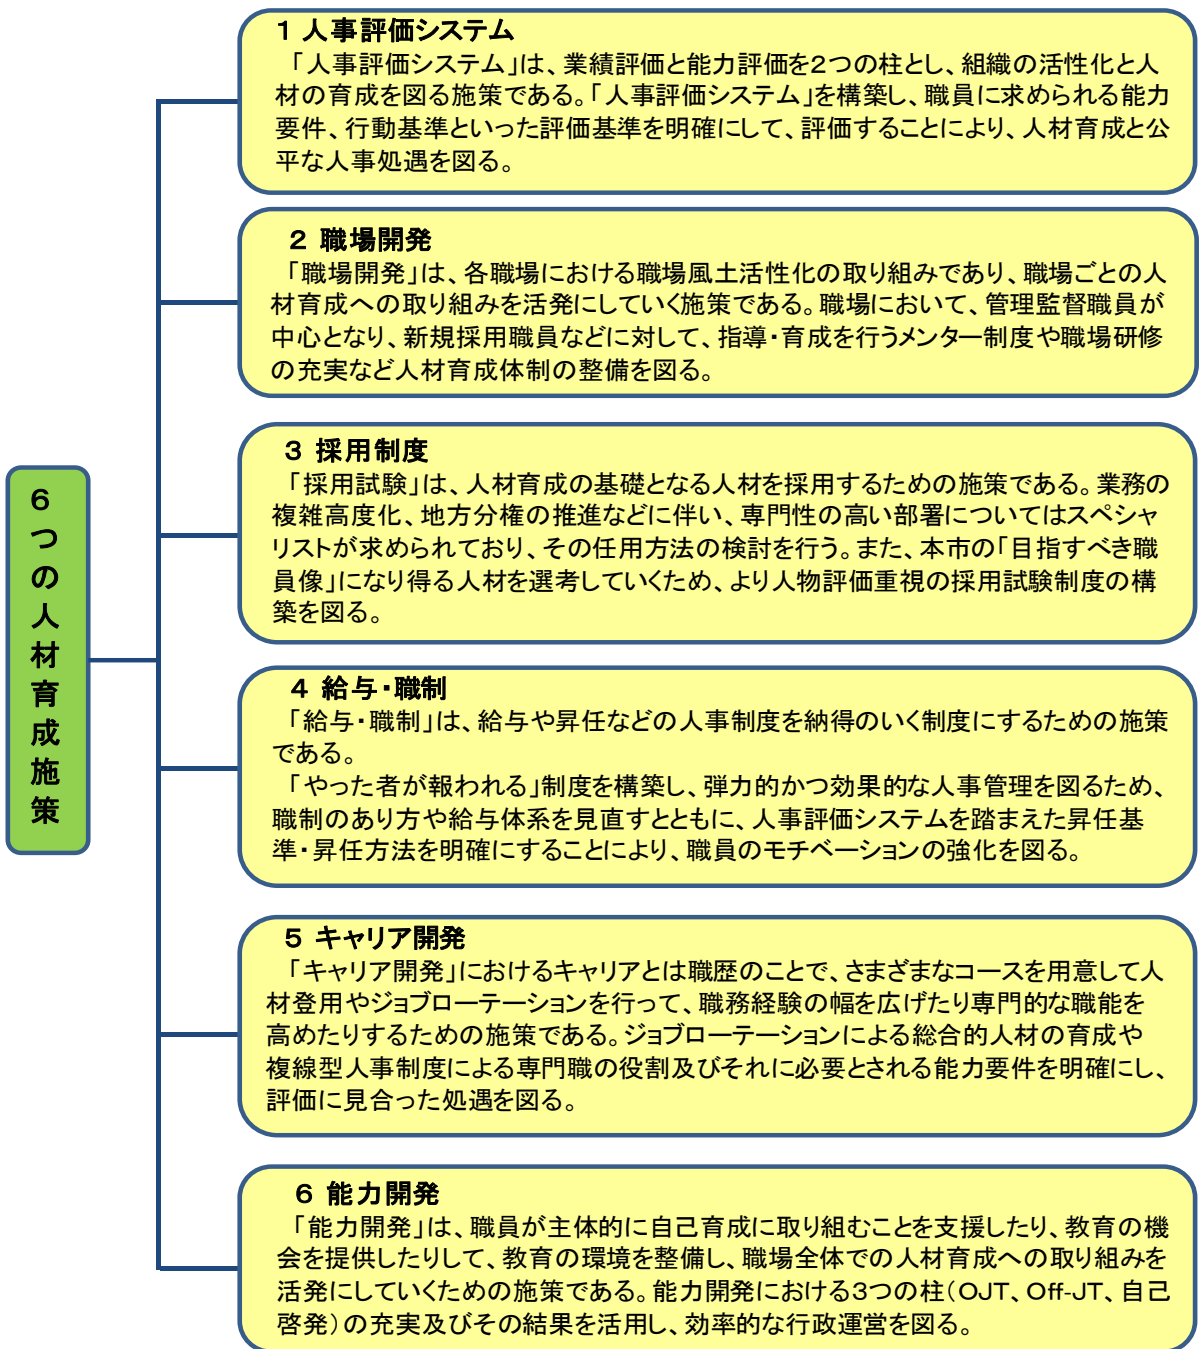 ６つの人材育成施策
１ 人事評価システム
「人事評価システム」は、業績評価と能力評価を２つの柱とし、組織の活性化と人
材の育成を図る施策である。「人事評価システム」を構築し、職員に求められる能力
要件、行動基準といった評価基準を明確にして、評価することにより、人材育成と公
平な人事処遇を図る。
２ 職場開発
「職場開発」は、各職場における職場風土活性化の取り組みであり、職場ごとの人
材育成への取り組みを活発にしていく施策である。職場において、管理監督職員が
中心となり、新規採用職員などに対して、指導・育成を行うメンター制度や職場研修
の充実など人材育成体制の整備を図る。
３ 採用制度
「採用試験」は、人材育成の基礎となる人材を採用するための施策である。業務の
複雑高度化、地方分権の推進などに伴い、専門性の高い部署についてはスペシャ
リストが求められており、その任用方法の検討を行う。また、本市の「目指すべき職
員像」になり得る人材を選考していくため、より人物評価重視の採用試験制度の構
築を図る。
４ 給与・職制
「給与・職制」は、給与や昇任などの人事制度を納得のいく制度にするための施策
である。
「やった者が報われる」制度を構築し、弾力的かつ効果的な人事管理を図るため、
職制のあり方や給与体系を見直すとともに、人事評価システムを踏まえた昇任基
準・昇任方法を明確にすることにより、職員のモチベーションの強化を図る。
５ キャリア開発
「キャリア開発」におけるキャリアとは職歴のことで、さまざまなコースを用意して人
材登用やジョブローテーションを行って、職務経験の幅を広げたり専門的な職能を
高めたりするための施策である。ジョブローテーションによる総合的人材の育成や
複線型人事制度による専門職の役割及びそれに必要とされる能力要件を明確にし、
評価に見合った処遇を図る。
６ 能力開発
「能力開発」は、職員が主体的に自己育成に取り組むことを支援したり、教育の機
会を提供したりして、教育の環境を整備し、職場全体での人材育成への取り組みを
活発にしていくための施策である。能力開発における３つの柱（ＯＪＴ、Ｏｆｆ-ＪＴ、自己
啓発）の充実及びその結果を活用し、効率的な行政運営を図る。